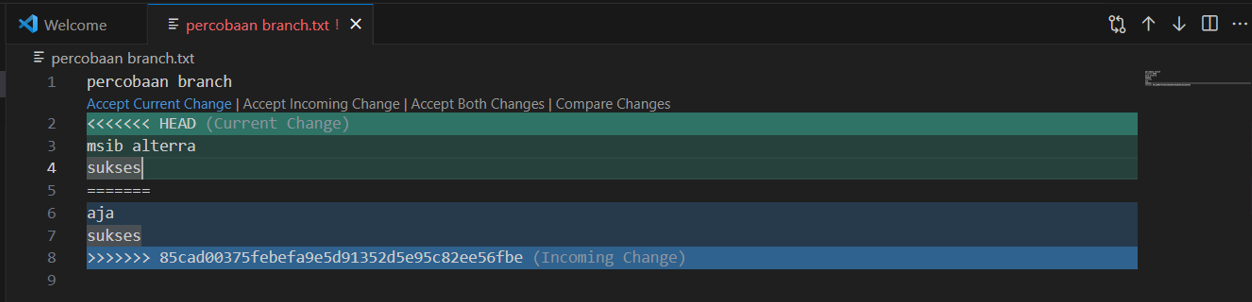 Welcome
percobaan branch.txt !
percobaan branch.txt
1 percobaan branch
Accept Current Change | Accept Incoming Change | Accept Both Changes | Compare Changes
2 <<<<<<< HEAD (Current Change)
3 msib alterra
4 sukses
5 =======
6 aja
7 sukses
8 >>>>>>> 85cad00375febefa9e5d91352d5e95c82ee56fbe (Incoming Change)
9